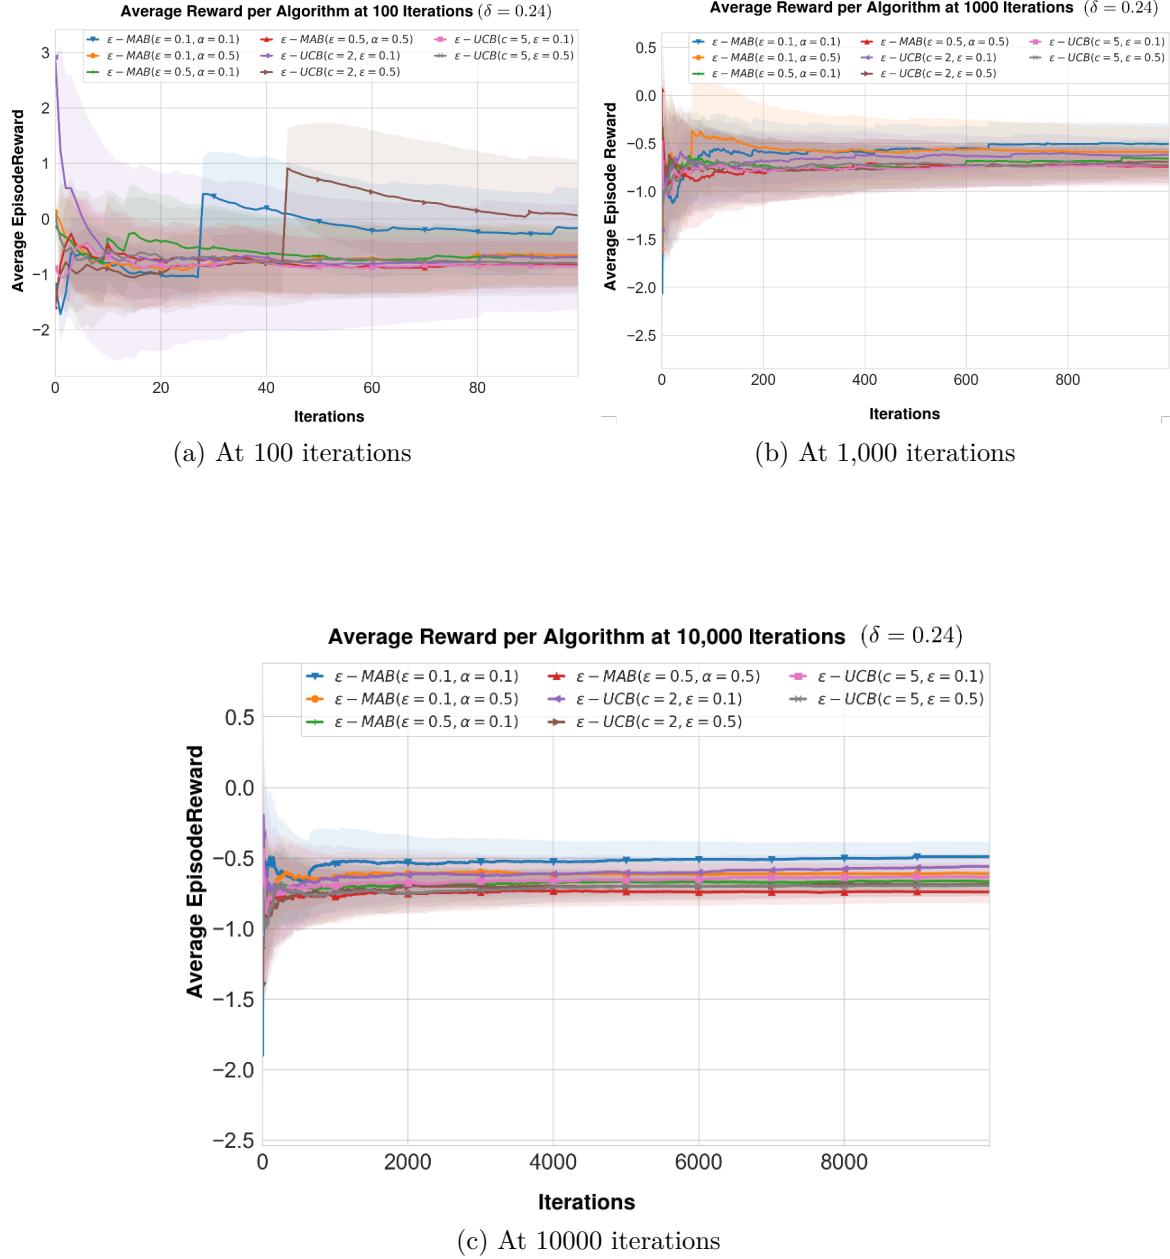 Average Reward per Algorithm at 100 Iterations (δ = 0.24)
ε − MAB(ε = 0.1, α = 0.1) ε − MAB(ε = 0.5, α = 0.5) ε − UCB(c = 5, ε = 0.1)
ε − MAB(ε = 0.1, α = 0.5) ε − UCB(c = 2, ε = 0.1) ε − UCB(c = 5, ε = 0.5)
ε − MAB(ε = 0.5, α = 0.1) ε − UCB(c = 2, ε = 0.5)
3
2
1
0
−1
−2
Average EpisodeReward
0 20 40 60 80
Iterations
(a) At 100 iterations
Average Reward per Algorithm at 1000 Iterations (δ = 0.24)
ε − MAB(ε = 0.1, α = 0.1) ε − MAB(ε = 0.5, α = 0.5) ε − UCB(c = 5, ε = 0.1)
ε − MAB(ε = 0.1, α = 0.5) ε − UCB(c = 2, ε = 0.1) ε − UCB(c = 5, ε = 0.5)
ε − MAB(ε = 0.5, α = 0.1) ε − UCB(c = 2, ε = 0.5)
0.5
0.0
−0.5
−1.0
−1.5
−2.0
−2.5
Average Episode Reward
0 200 400 600 800
Iterations
(b) At 1,000 iterations
Average Reward per Algorithm at 10,000 Iterations (δ = 0.24)
ε − MAB(ε = 0.1, α = 0.1) ε − MAB(ε = 0.5, α = 0.5) ε − UCB(c = 5, ε = 0.1)
ε − MAB(ε = 0.1, α = 0.5) ε − UCB(c = 2, ε = 0.1) ε − UCB(c = 5, ε = 0.5)
ε − MAB(ε = 0.5, α = 0.1) ε − UCB(c = 2, ε = 0.5)
0.5
0.0
−0.5
−1.0
−1.5
−2.0
−2.5
Average EpisodeReward
0 2000 4000 6000 8000
Iterations
(c) At 10000 iterations